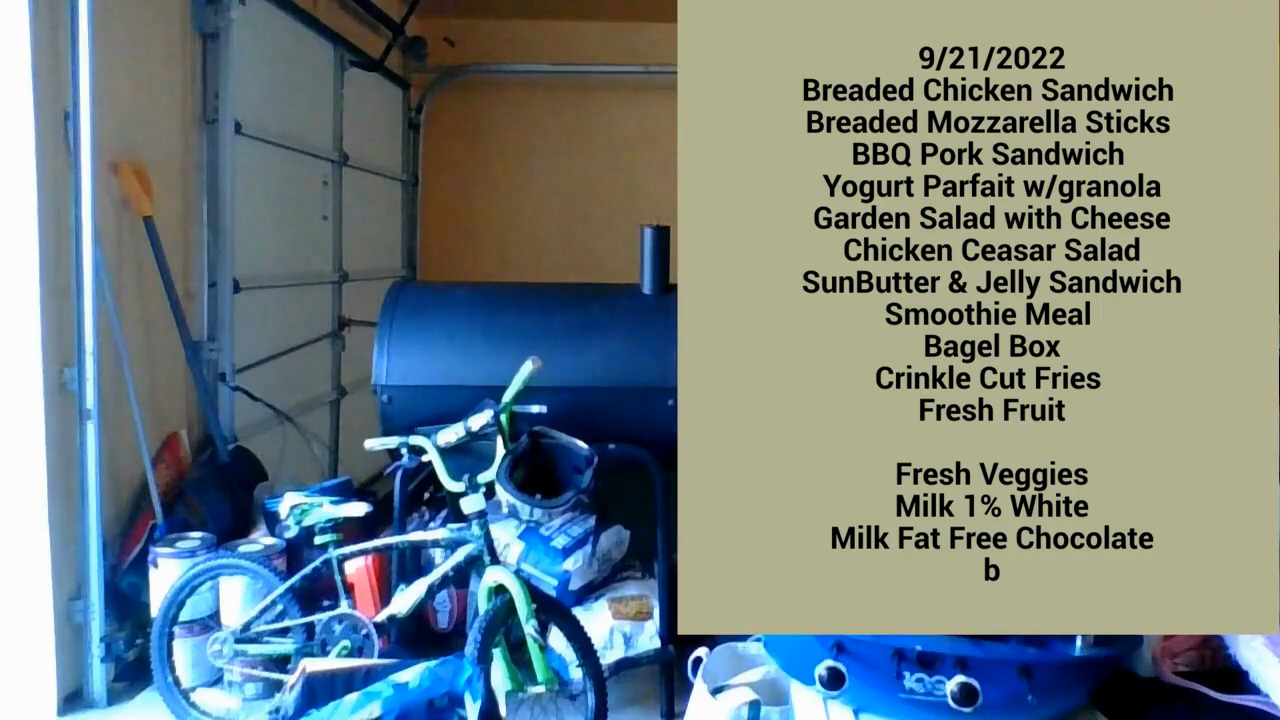 9/21/2022
Breaded Chicken Sandwich
Breaded Mozzarella Sticks
BBQ Pork Sandwich
Yogurt Parfait w/granola
Garden Salad with Cheese
Chicken Ceasar Salad
SunButter & Jelly Sandwich
Smoothie Meal
Bagel Box
Crinkle Cut Fries
Fresh Fruit
Fresh Veggies
Milk 1% White
Milk Fat Free Chocolate
b